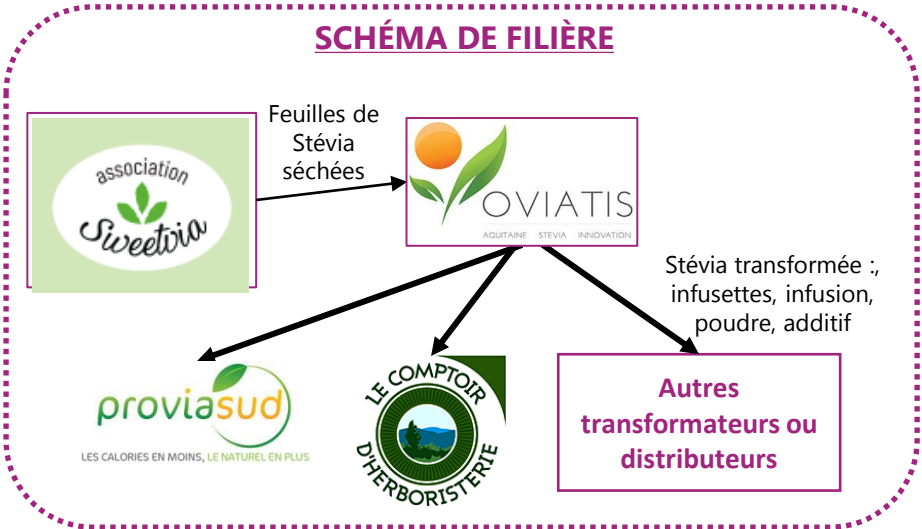 SCHÉMA DE FILIÈRE
association
Sweetvia
Feuilles de
Stévia
séchées
OVIATIS
AQUITAINE STEVIA INNOVATION
Stévia transformée :,
infusettes, infusion,
poudre, additif
proviasud
LES CALORIES EN MOINS, LE NATUREL EN PLUS
LE COMPTOIR
D'HERBORISTERIE
Autres
transformateurs ou
distributeurs